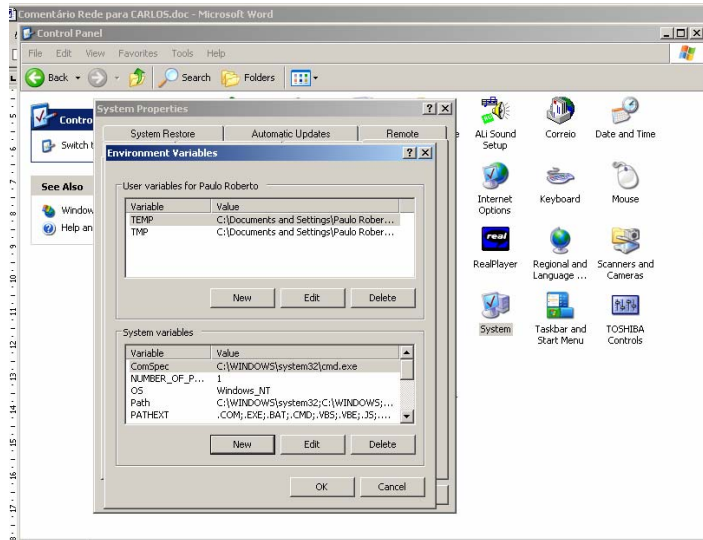 Comentário Rede para CARLOS.doc - Microsoft Word
Control Panel
File Edit View Favorites Tools Help
Back Search Folders
Contro
Switch t
See Also
Window
Help an
System Properties
System Restore Automatic Updates Remote
Environment Variables
User variables for Paulo Roberto
Variable Value
TEMP C:\Documents and Settings\Paulo Rober...
TMP C:\Documents and Settings\Paulo Rober...
New Edit Delete
System variables
Variable Value
ComSpec C:\WINDOWS\system32\cmd.exe
NUMBER_OF_P... 1
OS Windows_NT
Path C:\WINDOWS\system32;C:\WINDOWS;...
PATHEXT .COM;.EXE;.BAT;.CMD;.VBS;.VBE;.JS;....
New Edit Delete
OK Cancel
ALi Sound Setup
Correio
Date and Time
Internet Options
Keyboard
Mouse
real
RealPlayer
Regional and Language ...
Scanners and Cameras
System
Taskbar and Start Menu
TOSHIBA Controls